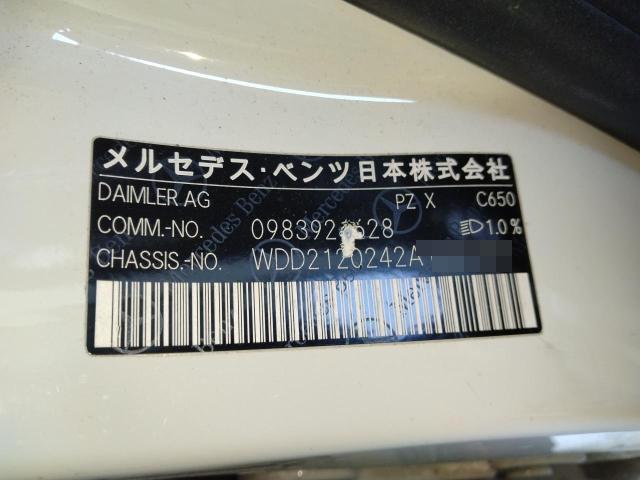 メルセデス・ベンツ日本株式会社
DAIMLER AG PZ X C650
COMM.-NO. 1.0%
CHASSIS.-NO. WDD2120242A